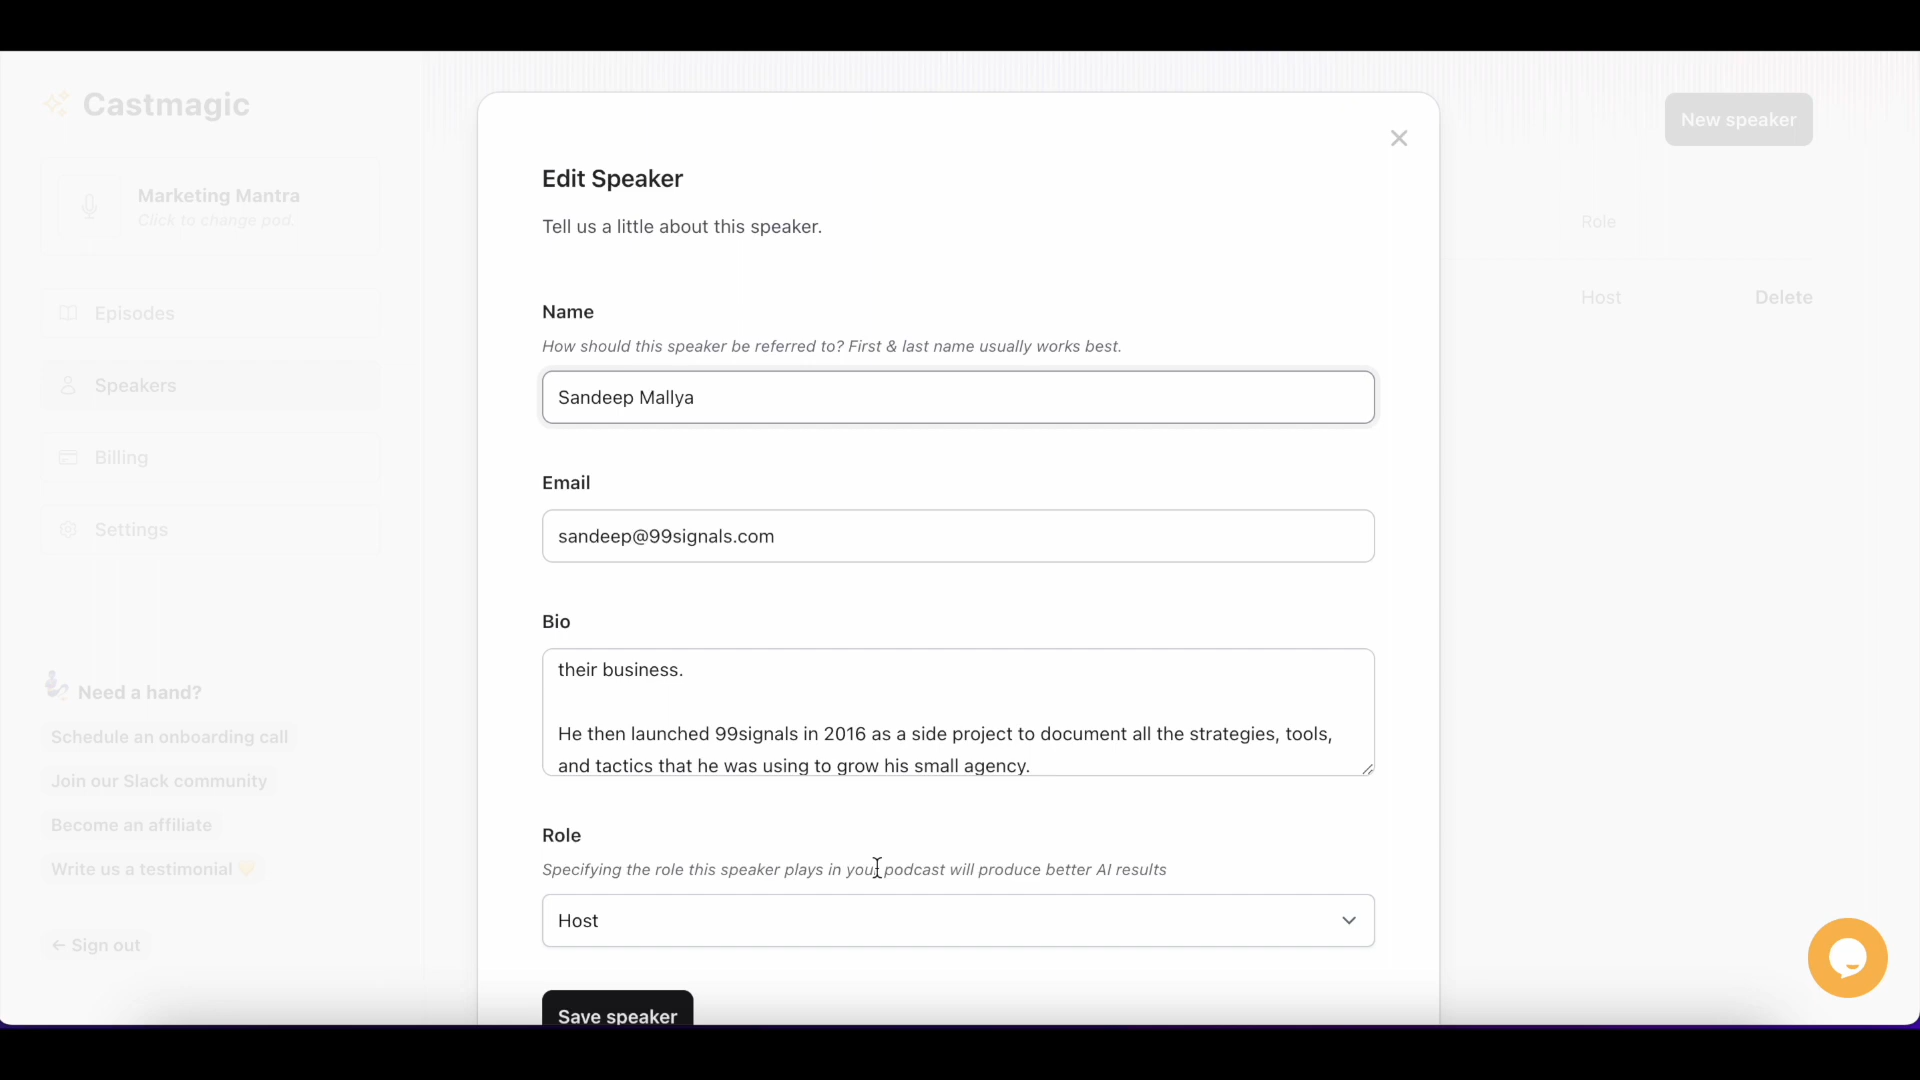 Castmagic
New speaker
Marketing Mantra
Click to change pod.
Episodes
Speakers
Billing
Settings
Need a hand?
Schedule an onboarding call
Join our Slack community
Become an affiliate
Write us a testimonial 💛
← Sign out
Edit Speaker
Tell us a little about this speaker.
Name
How should this speaker be referred to? First & last name usually works best.
Sandeep Mallya
Email
sandeep@99signals.com
Bio
their business.
He then launched 99signals in 2016 as a side project to document all the strategies, tools,
and tactics that he was using to grow his small agency.
Role
Specifying the role this speaker plays in your podcast will produce better AI results
Host
Save speaker
Role
Host
Delete